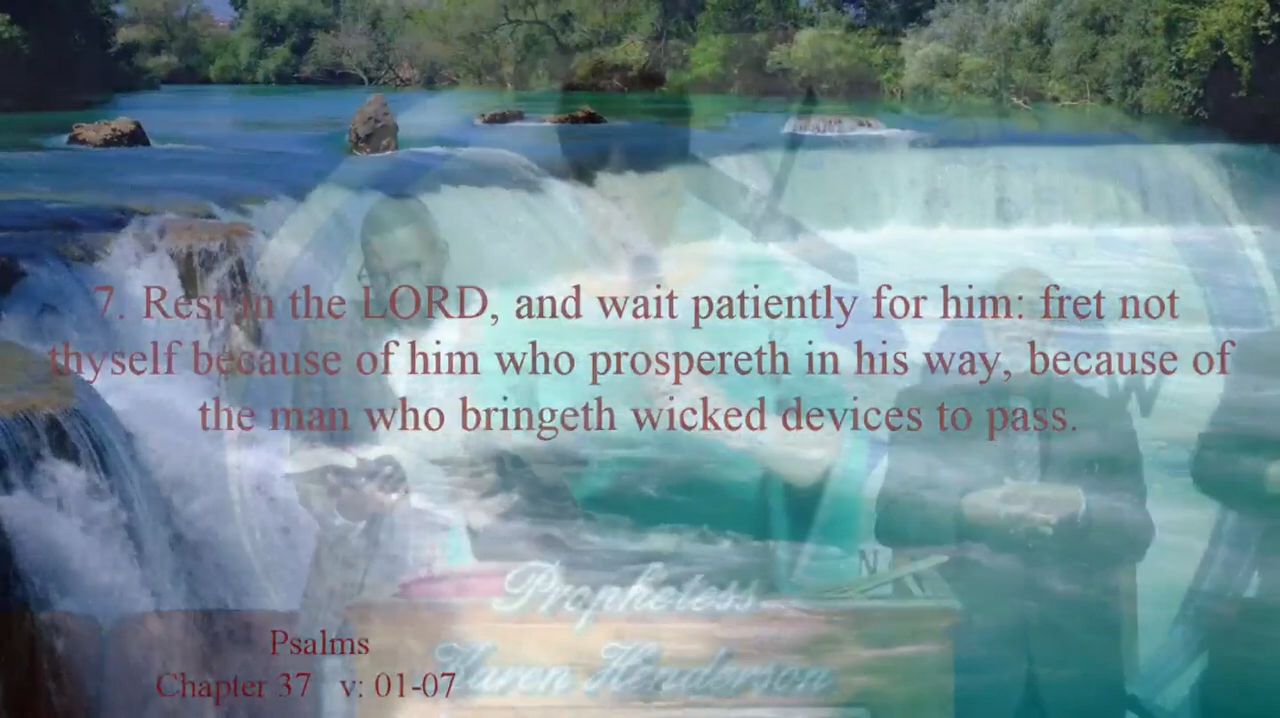 7. Rest in the LORD, and wait patiently for him: fret not
thyself because of him who prospereth in his way, because of
the man who bringeth wicked devices to pass.
W
N
Prophetess
Karen Henderson
Psalms
Chapter 37 v: 01-07